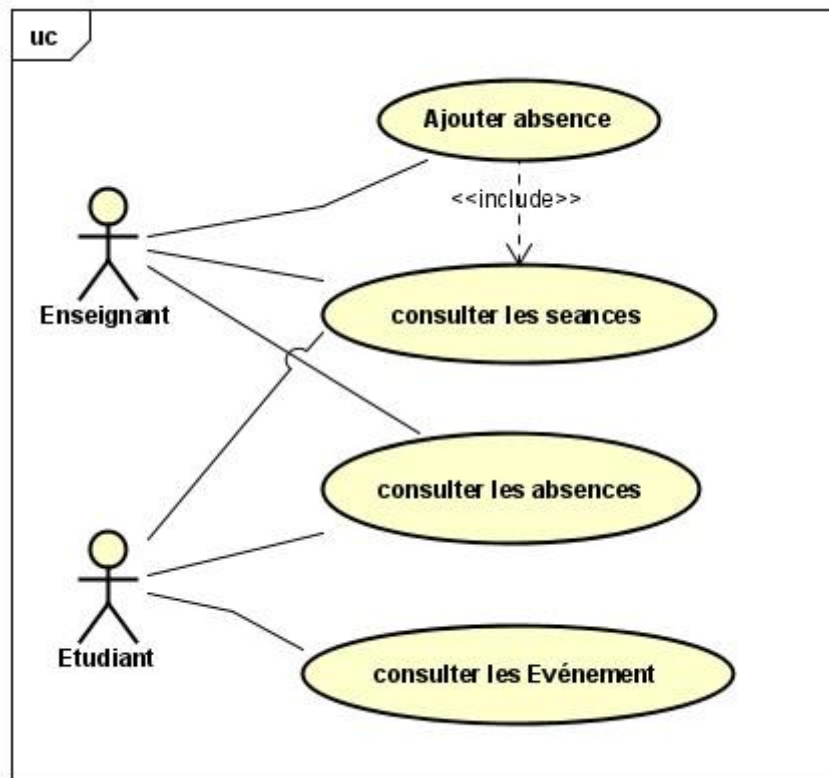 uc
Ajouter absence
<<include>>
Enseignant
consulter les seances
consulter les absences
Etudiant
consulter les Evénement